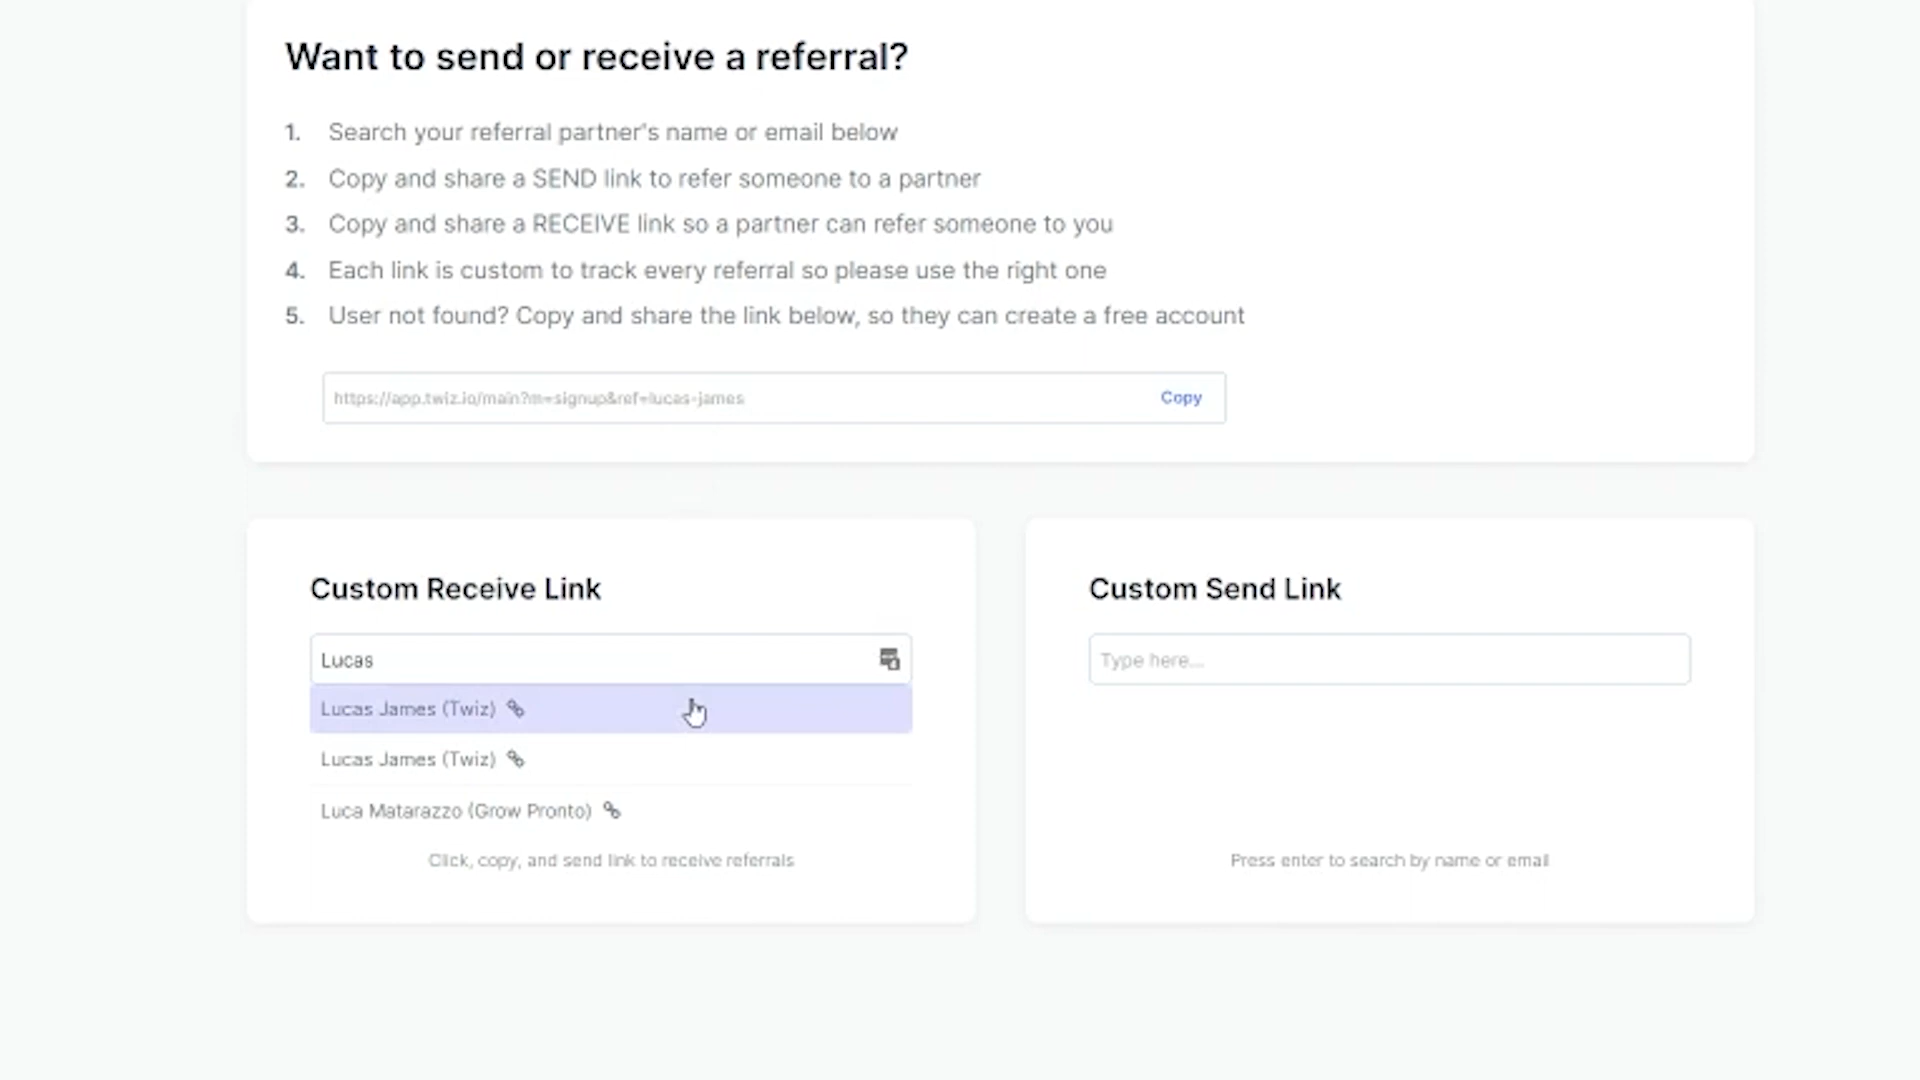 Want to send or receive a referral?
1. Search your referral partner's name or email below
2. Copy and share a SEND link to refer someone to a partner
3. Copy and share a RECEIVE link so a partner can refer someone to you
4. Each link is custom to track every referral so please use the right one
5. User not found? Copy and share the link below, so they can create a free account
https://app.twiz.io/main?m=signup&ref=lucas-james Copy
Custom Receive Link
Lucas
Lucas James (Twiz)
Lucas James (Twiz)
Luca Matarazzo (Grow Pronto)
Click, copy, and send link to receive referrals
Custom Send Link
Type here...
Press enter to search by name or email